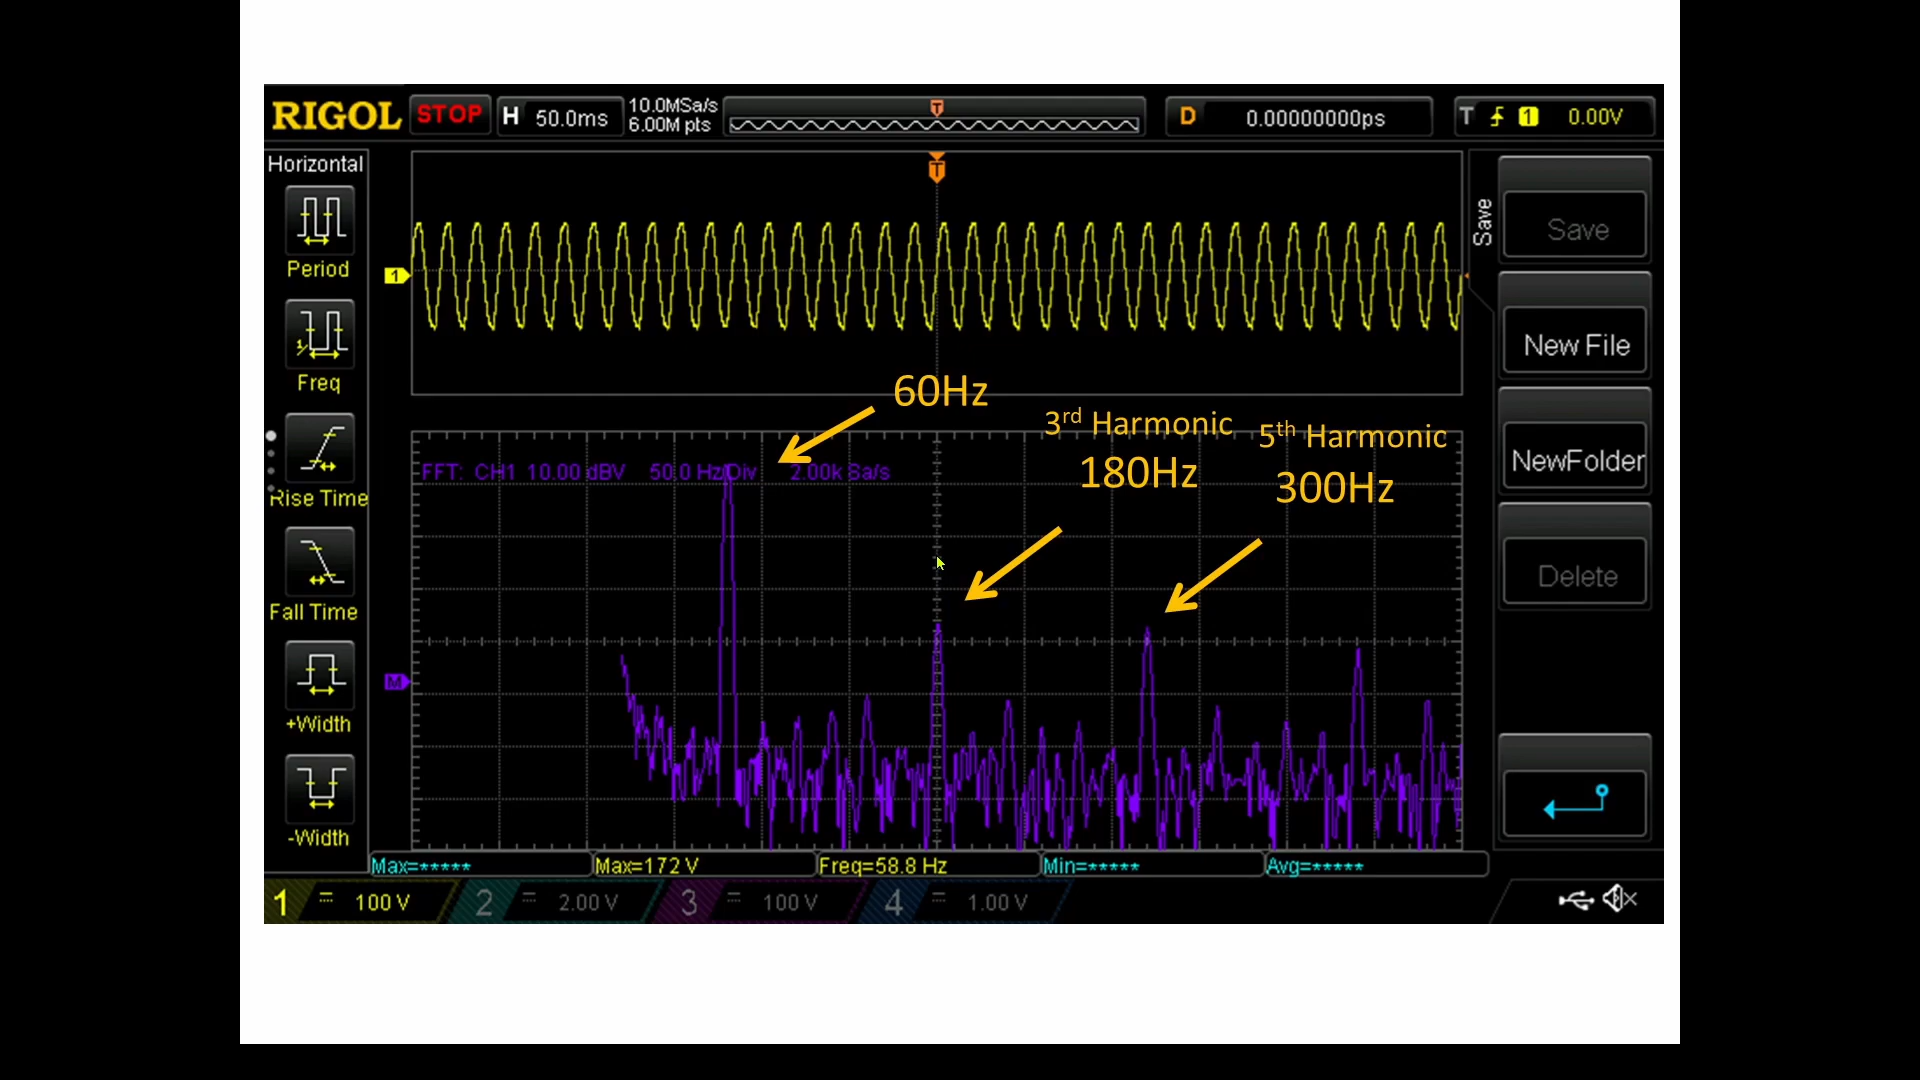 RIGOL STOP H 50.0ms 10.0MSa/s
6.00M pts
T
D 0.00000000ps T 1 0.00V
Horizontal
Period
Freq
Rise Time
Fall Time
+Width
-Width
T
1
60Hz
3rd Harmonic
180Hz
5th Harmonic
300Hz
FFT: CH1 10.00 dBV 50.0 Hz/Div 2.00k Sa/s
M
Save
Save
New File
NewFolder
Delete
Max=***** Max=172 V Freq=58.8 Hz Min=***** Avg=*****
1 100 V 2 2.00 V 3 100 V 4 1.00 V